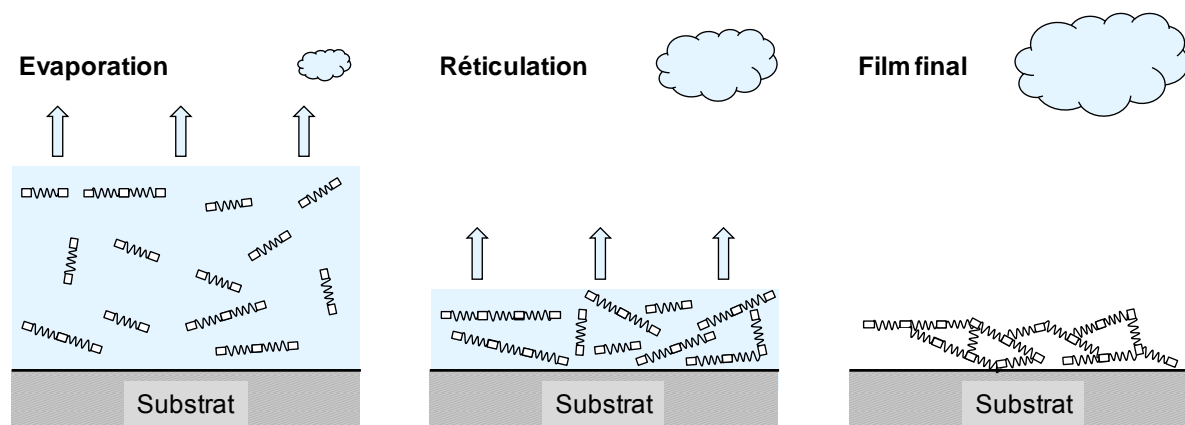 Evaporation
Réticulation
Film final
Substrat
Substrat
Substrat